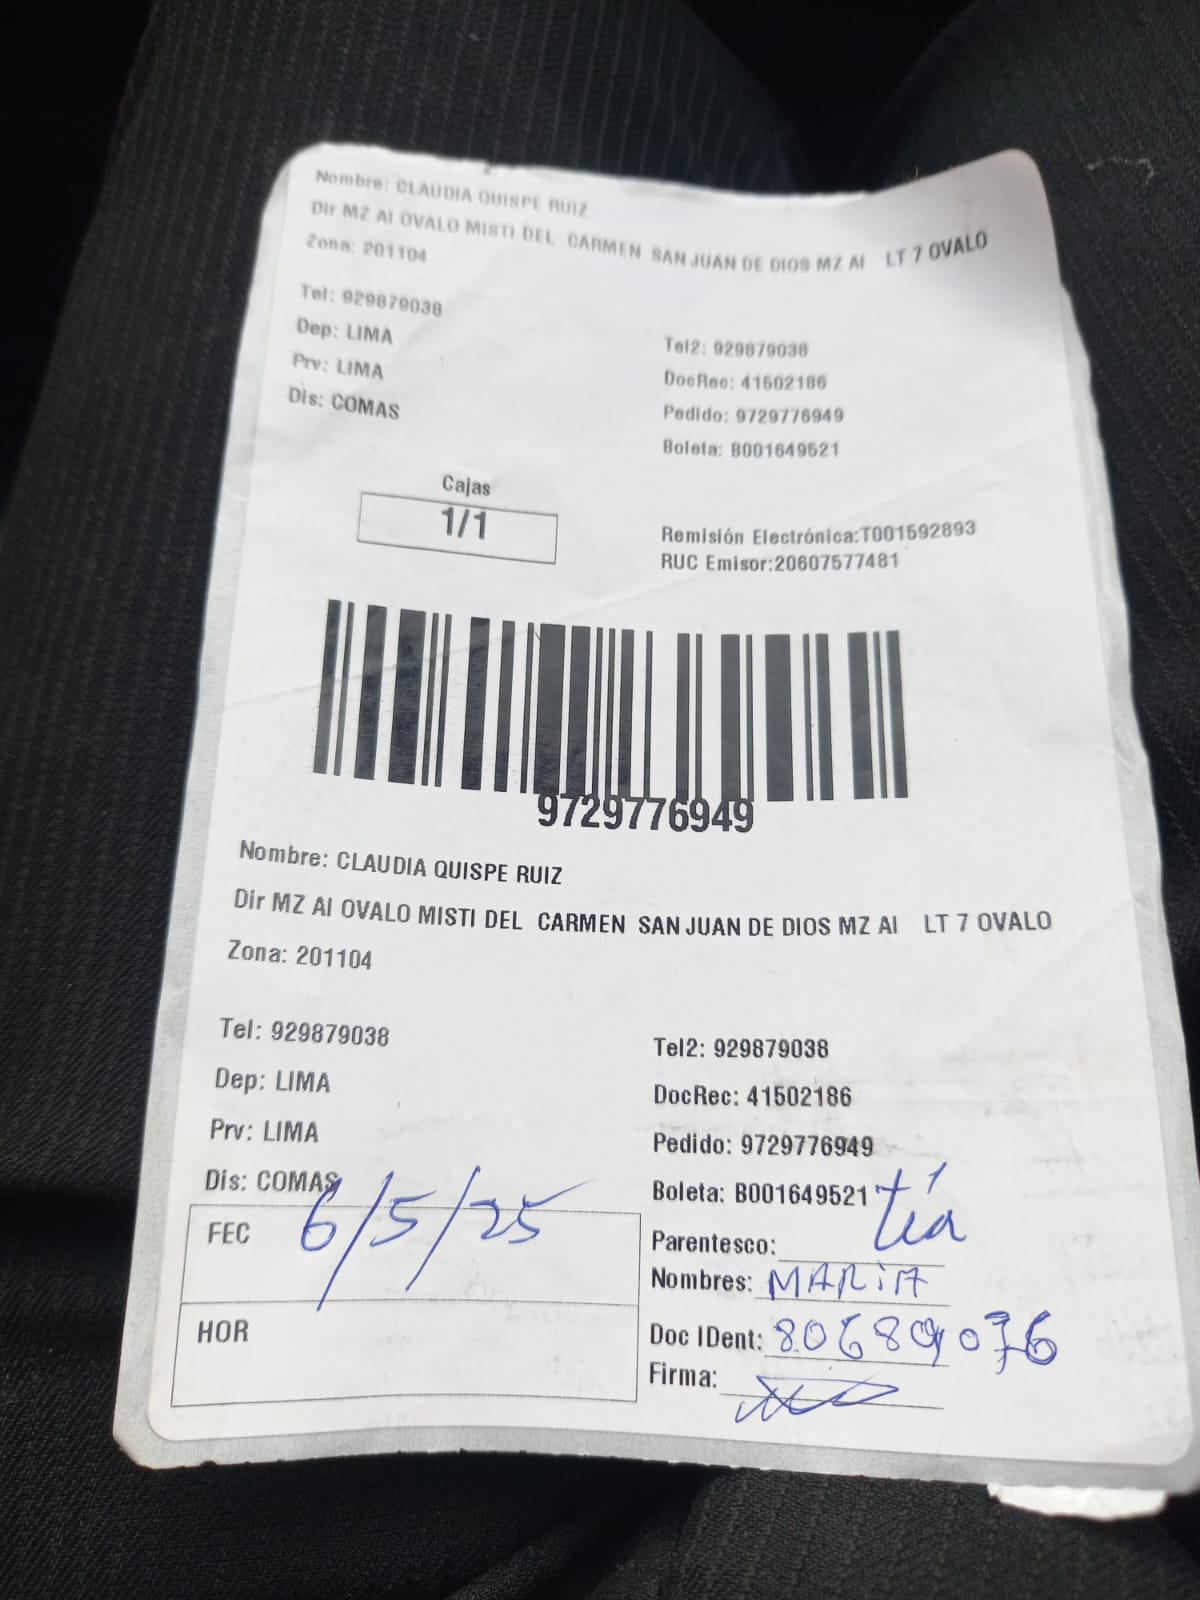 Nombre: CLAUDIA QUISPE RUIZ
Dir MZ AI OVALO MISTI DEL CARMEN SAN JUAN DE DIOS MZ AI LT 7 OVALO
Zona: 201104
Tel: 929879038
Tel2: 929879038
Dep: LIMA
DocRec: 41502186
Prv: LIMA
Pedido: 9729776949
Dis: COMAS
Boleta: B001649521
Cajas
1/1
Remisión Electrónica:T001592893
RUC Emisor:20607577481
9729776949
Nombre: CLAUDIA QUISPE RUIZ
Dir MZ AI OVALO MISTI DEL CARMEN SAN JUAN DE DIOS MZ AI LT 7 OVALO
Zona: 201104
Tel: 929879038
Tel2: 929879038
Dep: LIMA
DocRec: 41502186
Prv: LIMA
Pedido: 9729776949
Dis: COMAS
Boleta: B001649521
FEC 6/5/25
Parentesco: tía
Nombres: MARIA
HOR
Doc IDent:
Firma: